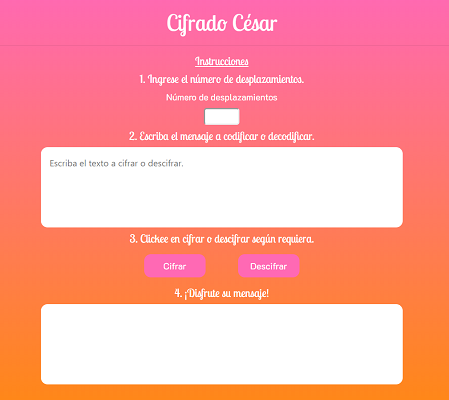 Cifrado César
Instrucciones
1. Ingrese el número de desplazamientos.
Número de desplazamientos
2. Escriba el mensaje a codificar o decodificar.
Escriba el texto a cifrar o descifrar.
3. Clickee en cifrar o descifrar según requiera.
Cifrar Descifrar
4. ¡Disfrute su mensaje!